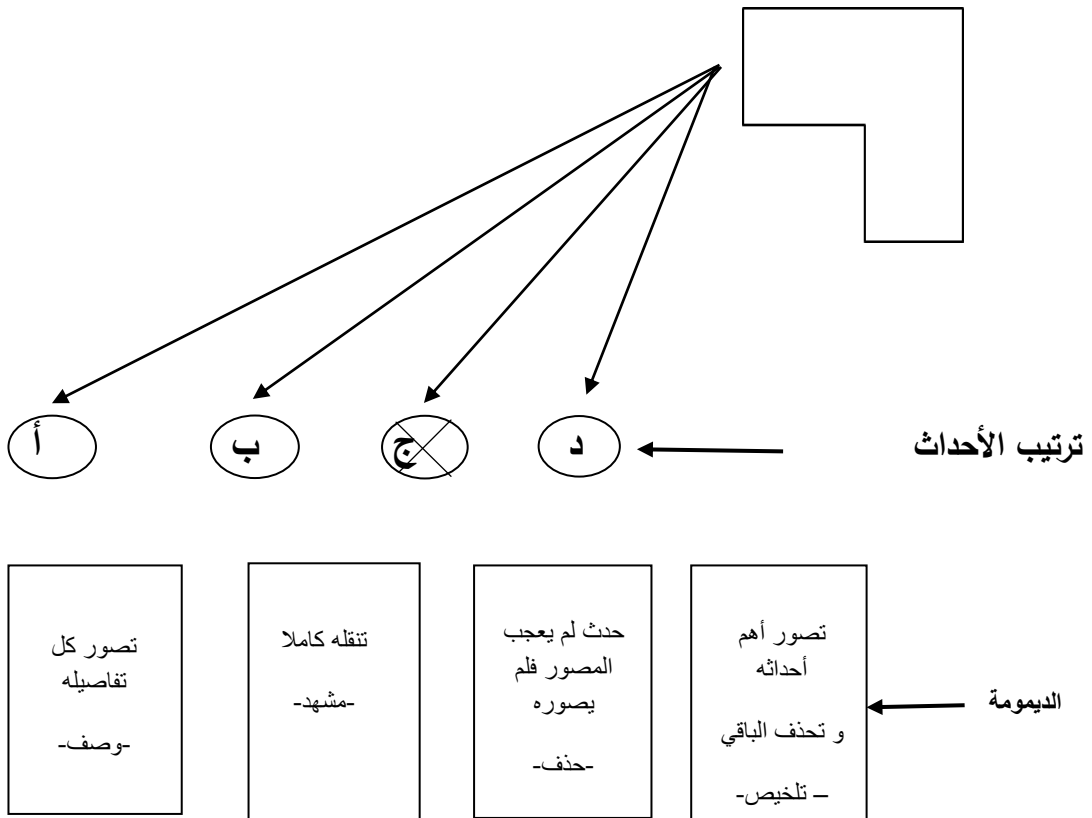 ترتيب الأحداث
د
ج
ب
أ
الديمومة
تصور أهم
أحداثه
و تحذف الباقي
– تلخيص-
حدث لم يعجب
المصور فلم
يصوره
-حذف-
تنقله كاملا
-مشهد-
تصور كل
تفاصيله
-وصف-